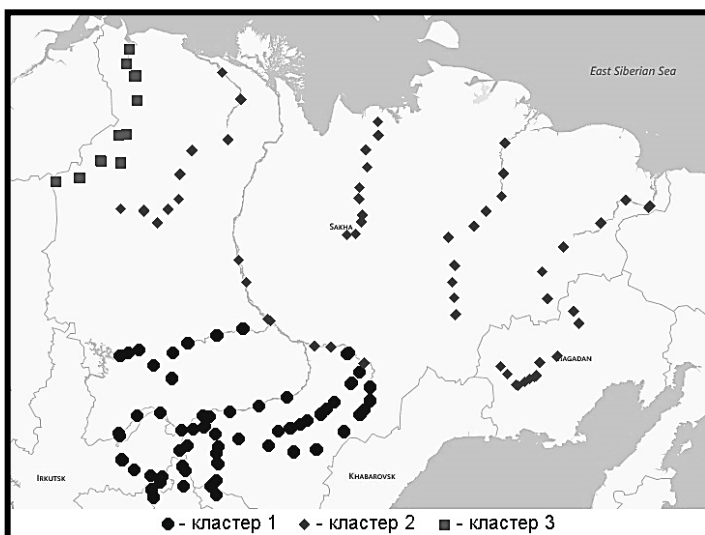 East Siberian Sea
SAKHA
MAGADAN
IRKUTSK
KHABAROVSK
- кластер 1 - кластер 2 - кластер 3